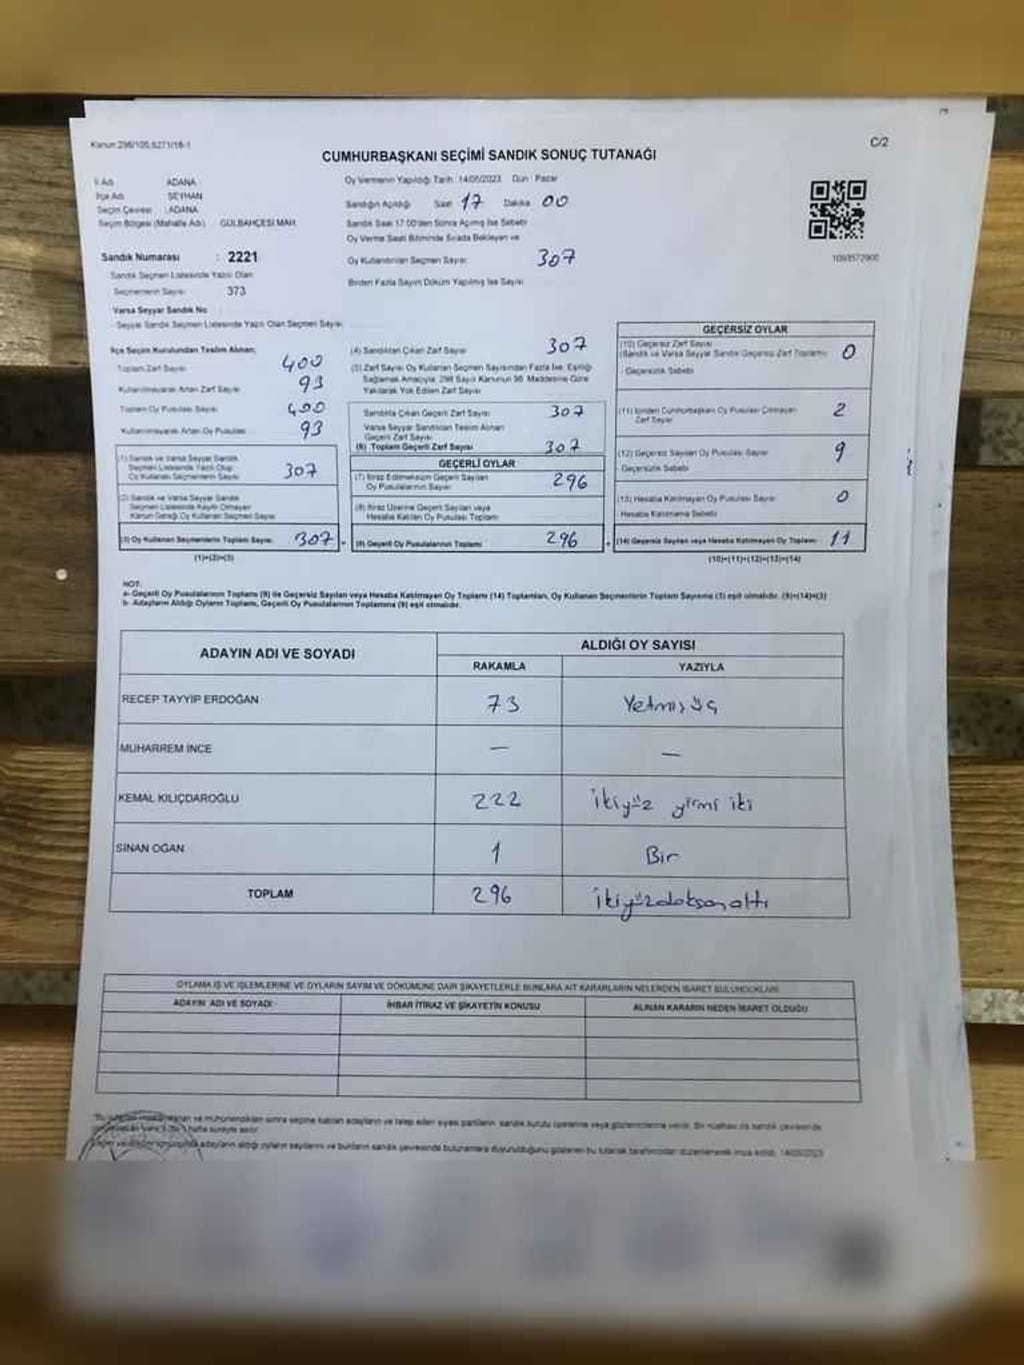 Kanun:298/105,6271/16-1
C/2
CUMHURBAŞKANI SEÇİMİ SANDIK SONUÇ TUTANAĞI
İl Adı ADANA
İlçe Adı SEYHAN
Seçim Çevresi : ADANA
Seçim Bölgesi (Mahalle Adı) GÜLBAHÇESİ MAH.
Oy Vermenin Yapıldığı Tarih : 14/05/2023 Gün : Pazar
Sandığın Açıldığı Saat 17 Dakika 00
Sandık Saat 17.00'den Sonra Açılmış İse Sebebi
Oy Verme Saati Bitiminde Sırada Bekleyen ve
Oy Kullandırılan Seçmen Sayısı 307
Birden Fazla Sayım Döküm Yapılmış İse Sayısı
1093572900
Sandık Numarası : 2221
Sandık Seçmen Listesinde Yazılı Olan
Seçmenlerin Sayısı 373
Varsa Seyyar Sandık No
Seyyar Sandık Seçmen Listesinde Yazılı Olan Seçmen Sayısı
İlçe Seçim Kurulundan Teslim Alınan;
Toplam Zarf Sayısı 400
Kullanılmayarak Artan Zarf Sayısı 93
Toplam Oy Pusulası Sayısı 400
Kullanılmayarak Artan Oy Pusulası 93
(1) Sandık ve Varsa Seyyar Sandık
Seçmen Listesinde Yazılı Olup
Oy Kullanan Seçmenlerin Sayısı 307
(2) Sandık ve Varsa Seyyar Sandık
Seçmen Listesinde Kayıtlı Olmayan
Kanun Gereği Oy Kullanan Seçmen Sayısı
(3) Oy Kullanan Seçmenlerin Toplam Sayısı 307
(1)+(2)=(3)
(4) Sandıktan Çıkan Zarf Sayısı 307
(5) Zarf Sayısı Oy Kullanan Seçmen Sayısından Fazla İse, Eşitliği
Sağlamak Amacıyla, 298 Sayılı Kanunun 98. Maddesine Göre
Yakılarak Yok Edilen Zarf Sayısı
Sandıkta Çıkan Geçerli Zarf Sayısı 307
Varsa Seyyar Sandıktan Teslim Alınan
Geçerli Zarf Sayısı
(6) Toplam Geçerli Zarf Sayısı 307
GEÇERLİ OYLAR
(7) İtiraz Edilmeksizin Geçerli Sayılan
Oy Pusulalarının Sayısı 296
(8) İtiraz Üzerine Geçerli Sayılan veya
Hesaba Katılan Oy Pusulası Toplamı
(9) Geçerli Oy Pusulalarının Toplamı 296
GEÇERSİZ OYLAR
(10) Geçersiz Zarf Sayısı
(Sandık ve Varsa Seyyar Sandık Geçersiz Zarf Toplamı) 0
Geçersizlik Sebebi
(11) İçinden Cumhurbaşkanı Oy Pusulası Çıkmayan
Zarf Sayısı 2
(12) Geçersiz Sayılan Oy Pusulası Sayısı 9
Geçersizlik Sebebi
(13) Hesaba Katılmayan Oy Pusulası Sayısı 0
Hesaba Katılmama Sebebi
(14) Geçersiz Sayılan veya Hesaba Katılmayan Oy Toplamı 11
(10)+(11)+(12)+(13)=(14)
NOT:
a- Geçerli Oy Pusulalarının Toplamı (9) ile Geçersiz Sayılan veya Hesaba Katılmayan Oy Toplamı (14) Toplamları, Oy Kullanan Seçmenlerin Toplam Sayısına (3) eşit olmalıdır. (9)+(14)=(3)
b- Adayların Aldığı Oyların Toplamı, Geçerli Oy Pusulalarının Toplamına (9) eşit olmalıdır.
ADAYIN ADI VE SOYADI ALDIĞI OY SAYISI
RAKAMLA YAZIYLA
RECEP TAYYİP ERDOĞAN 73 Yetmişüç
MUHARREM İNCE — —
KEMAL KILIÇDAROĞLU 222 ikiyüz yirmi iki
SİNAN OĞAN 1 Bir
TOPLAM 296 ikiyüzdoksanaltı
OYLAMA İŞ VE İŞLEMLERİNE VE OYLARIN SAYIM VE DÖKÜMÜNE DAİR ŞİKAYETLERLE BUNLARA AİT KARARLARIN NELERDEN İBARET BULUNDUKLARI
ADAYIN ADI VE SOYADI İHBAR İTİRAZ VE ŞİKAYETİN KONUSU ALINAN KARARIN NEDEN İBARET OLDUĞU
ve mühürlendikten sonra seçime katılan adayların ve talep eden siyasi partilerin sandık kurulu üyelerine veya gözlemcilerine verilir. Bir nüshası da sandık çevresinde
hafta süreyle asılır.
adayların aldığı oyların sayılarını ve bunların sandık çevresinde bulunanlara duyurulduğunu gösteren bu tutanak tarafımızdan düzenlenerek imza edildi. 14/05/2023